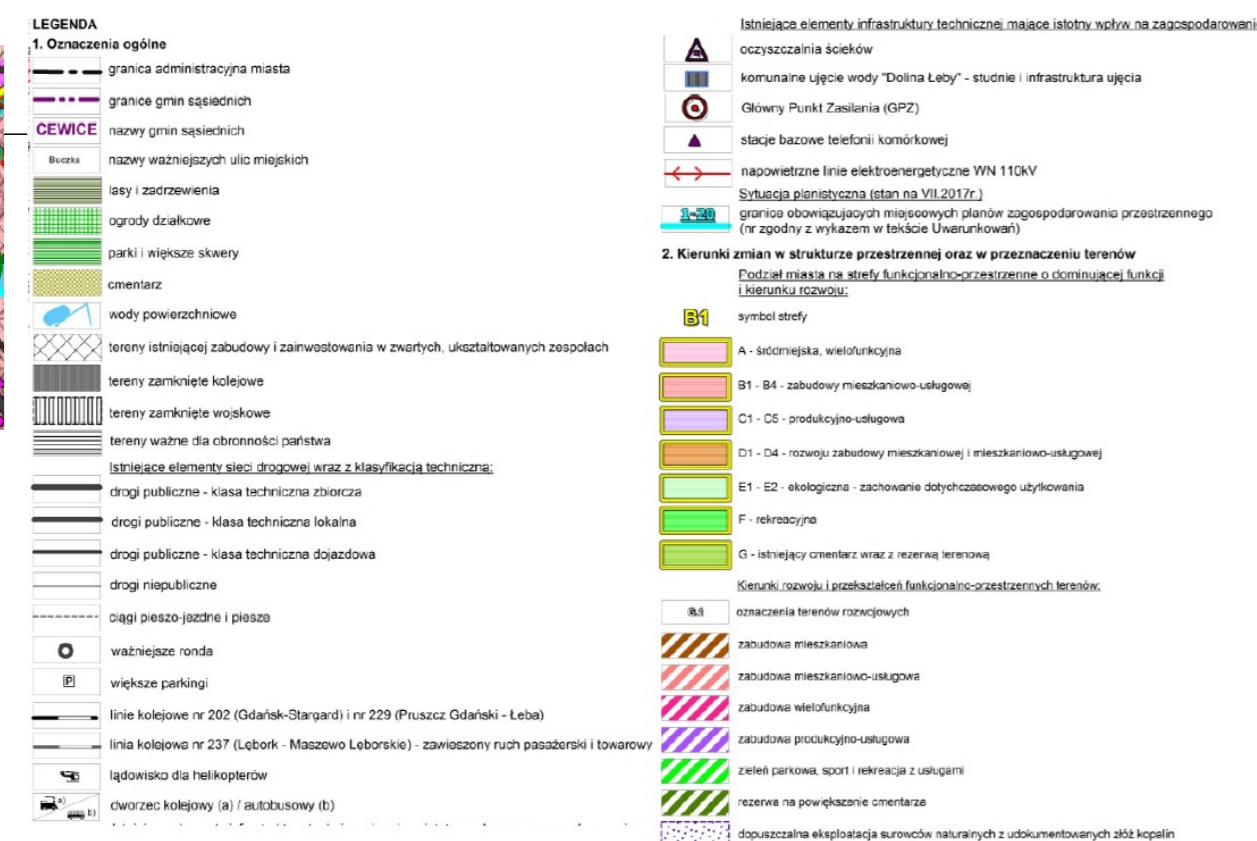 LEGENDA
1. Oznaczenia ogólne
granica administracyjna miasta
granice gmin sąsiednich
CEWICE nazwy gmin sąsiednich
Buczka nazwy ważniejszych ulic miejskich
lasy i zadrzewienia
ogrody działkowe
parki i większe skwery
cmentarz
wody powierzchniowe
tereny istniejącej zabudowy i zainwestowania w zwartych, ukształtowanych zespołach
tereny zamknięte kolejowe
tereny zamknięte wojskowe
tereny ważne dla obronności państwa
Istniejące elementy sieci drogowej wraz z klasyfikacją techniczną:
drogi publiczne - klasa techniczna zbiorcza
drogi publiczne - klasa techniczna lokalna
drogi publiczne - klasa techniczna dojazdowa
drogi niepubliczne
ciągi pieszo-jezdne i piesze
ważniejsze ronda
P większe parkingi
linie kolejowe nr 202 (Gdańsk-Stargard) i nr 229 (Pruszcz Gdański - Łeba)
linia kolejowa nr 237 (Lębork - Maszewo Lęborskie) - zawieszony ruch pasażerski i towarowy
lądowisko dla helikopterów
a) b) dworzec kolejowy (a) / autobusowy (b)
Istniejące elementy infrastruktury technicznej mające istotny wpływ na zagospodarowani
oczyszczalnia ścieków
komunalne ujęcie wody "Dolina Łeby" - studnie i infrastruktura ujęcia
Główny Punkt Zasilania (GPZ)
stacje bazowe telefonii komórkowej
napowietrzne linie elektroenergetyczne WN 110kV
Sytuacja planistyczna (stan na VII.2017r.)
1-20 granice obowiązujących miejscowych planów zagospodarowania przestrzennego
(nr zgodny z wykazem w tekście Uwarunkowań)
2. Kierunki zmian w strukturze przestrzennej oraz w przeznaczeniu terenów
Podział miasta na strefy funkcjonalno-przestrzenne o dominującej funkcji
i kierunku rozwoju:
B1 symbol strefy
A - śródmiejska, wielofunkcyjna
B1 - B4 - zabudowy mieszkaniowo-usługowej
C1 - C5 - produkcyjno-usługowa
D1 - D4 - rozwoju zabudowy mieszkaniowej i mieszkaniowo-usługowej
E1 - E2 - ekologiczna - zachowanie dotychczasowego użytkowania
F - rekreacyjna
G - istniejący cmentarz wraz z rezerwą terenową
Kierunki rozwoju i przekształceń funkcjonalno-przestrzennych terenów:
oznaczenia terenów rozwojowych
zabudowa mieszkaniowa
zabudowa mieszkaniowo-usługowa
zabudowa wielofunkcyjna
zabudowa produkcyjno-usługowa
zieleń parkowa, sport i rekreacja z usługami
rezerwa na powiększenie cmentarza
dopuszczalna eksploatacja surowców naturalnych z udokumentowanych złóż kopalin